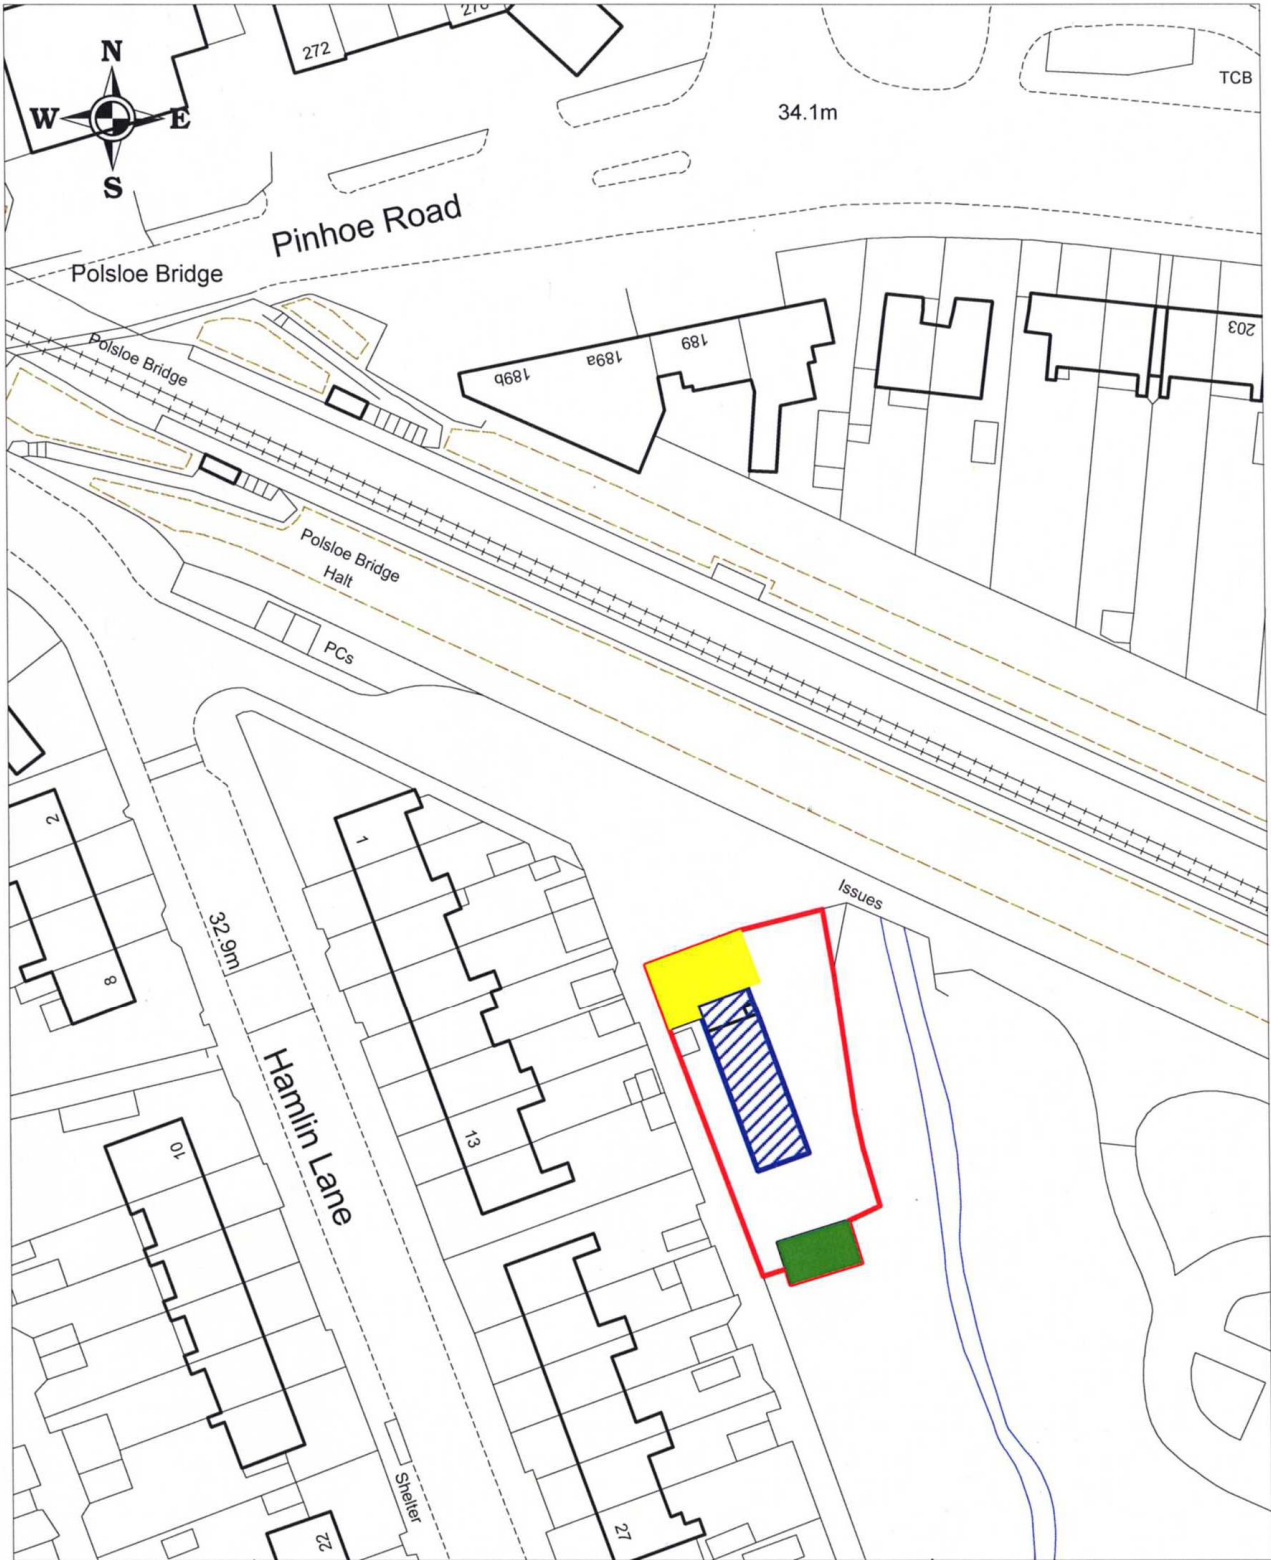 276
272
N
W E
S
TCB
34.1m
Pinhoe Road
Polsloe Bridge
Polsloe Bridge
189b
189a
189
203
Polsloe Bridge
Halt
PCs
2
1
8
32.9m
Issues
Hamlin Lane
13
10
Shelter
22
27